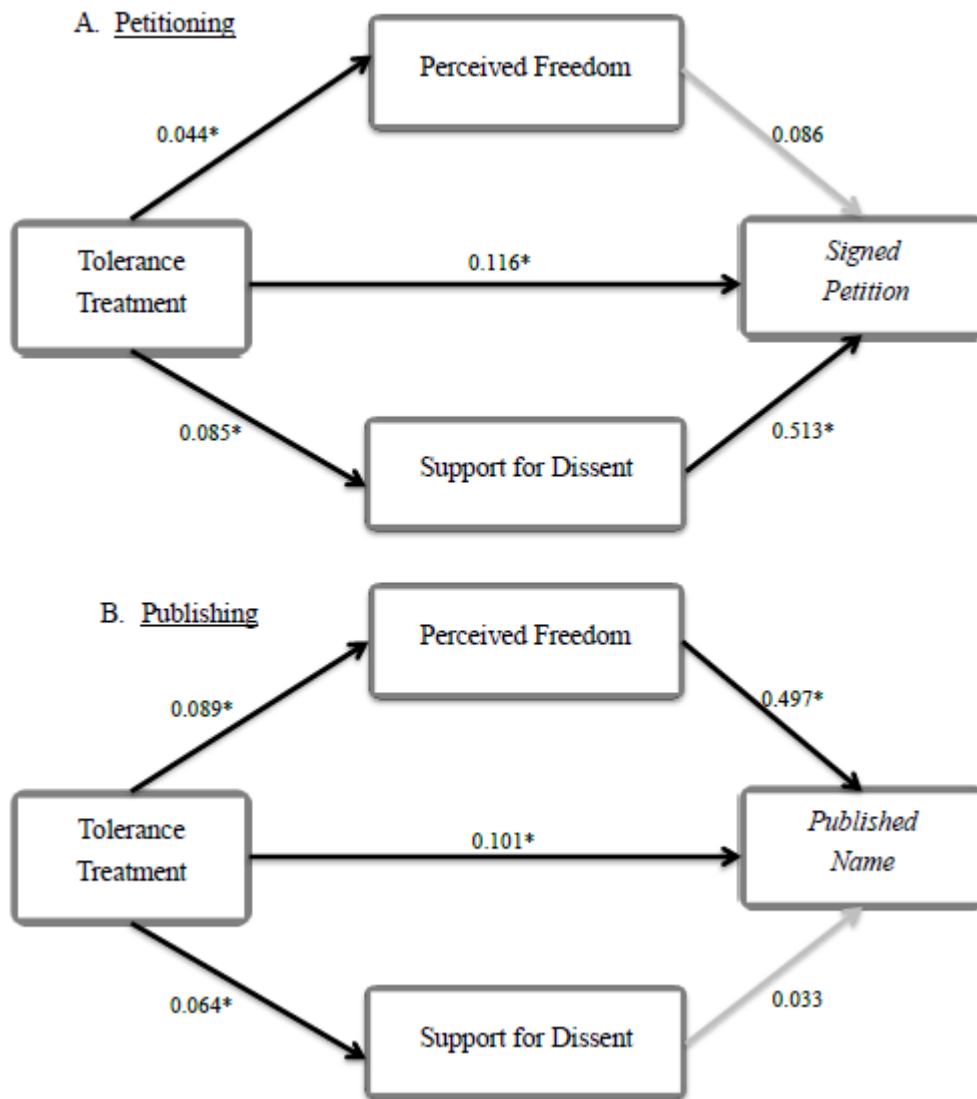 A. Petitioning
Perceived Freedom
0.044*
0.086
Tolerance
Treatment
0.116*
Signed
Petition
0.085*
0.513*
Support for Dissent
B. Publishing
Perceived Freedom
0.089*
0.497*
Tolerance
Treatment
0.101*
Published
Name
0.064*
0.033
Support for Dissent